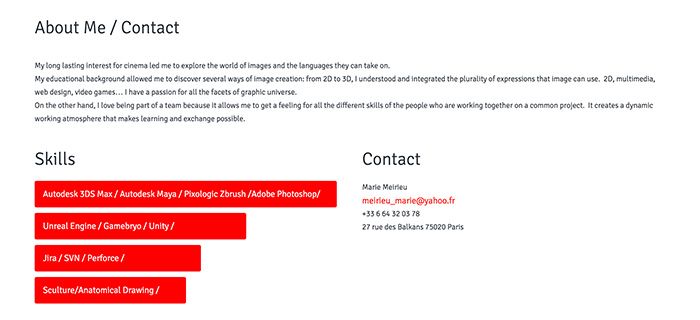 About Me / Contact
My long lasting interest for cinema led me to explore the world of images and the languages they can take on.
My educational background allowed me to discover several ways of image creation: from 2D to 3D, I understood and integrated the plurality of expressions that image can use. 2D, multimedia,
web design, video games... I have a passion for all the facets of graphic universe.
On the other hand, I love being part of a team because it allows me to get a feeling for all the different skills of the people who are working together on a common project. It creates a dynamic
working atmosphere that makes learning and exchange possible.
Skills
Autodesk 3DS Max / Autodesk Maya / Pixologic Zbrush /Adobe Photoshop/
Unreal Engine / Gamebryo / Unity /
Jira / SVN / Perforce /
Sculture/Anatomical Drawing /
Contact
Marie Meirieu
meirieu_marie@yahoo.fr
+33 6 64 32 03 78
27 rue des Balkans 75020 Paris